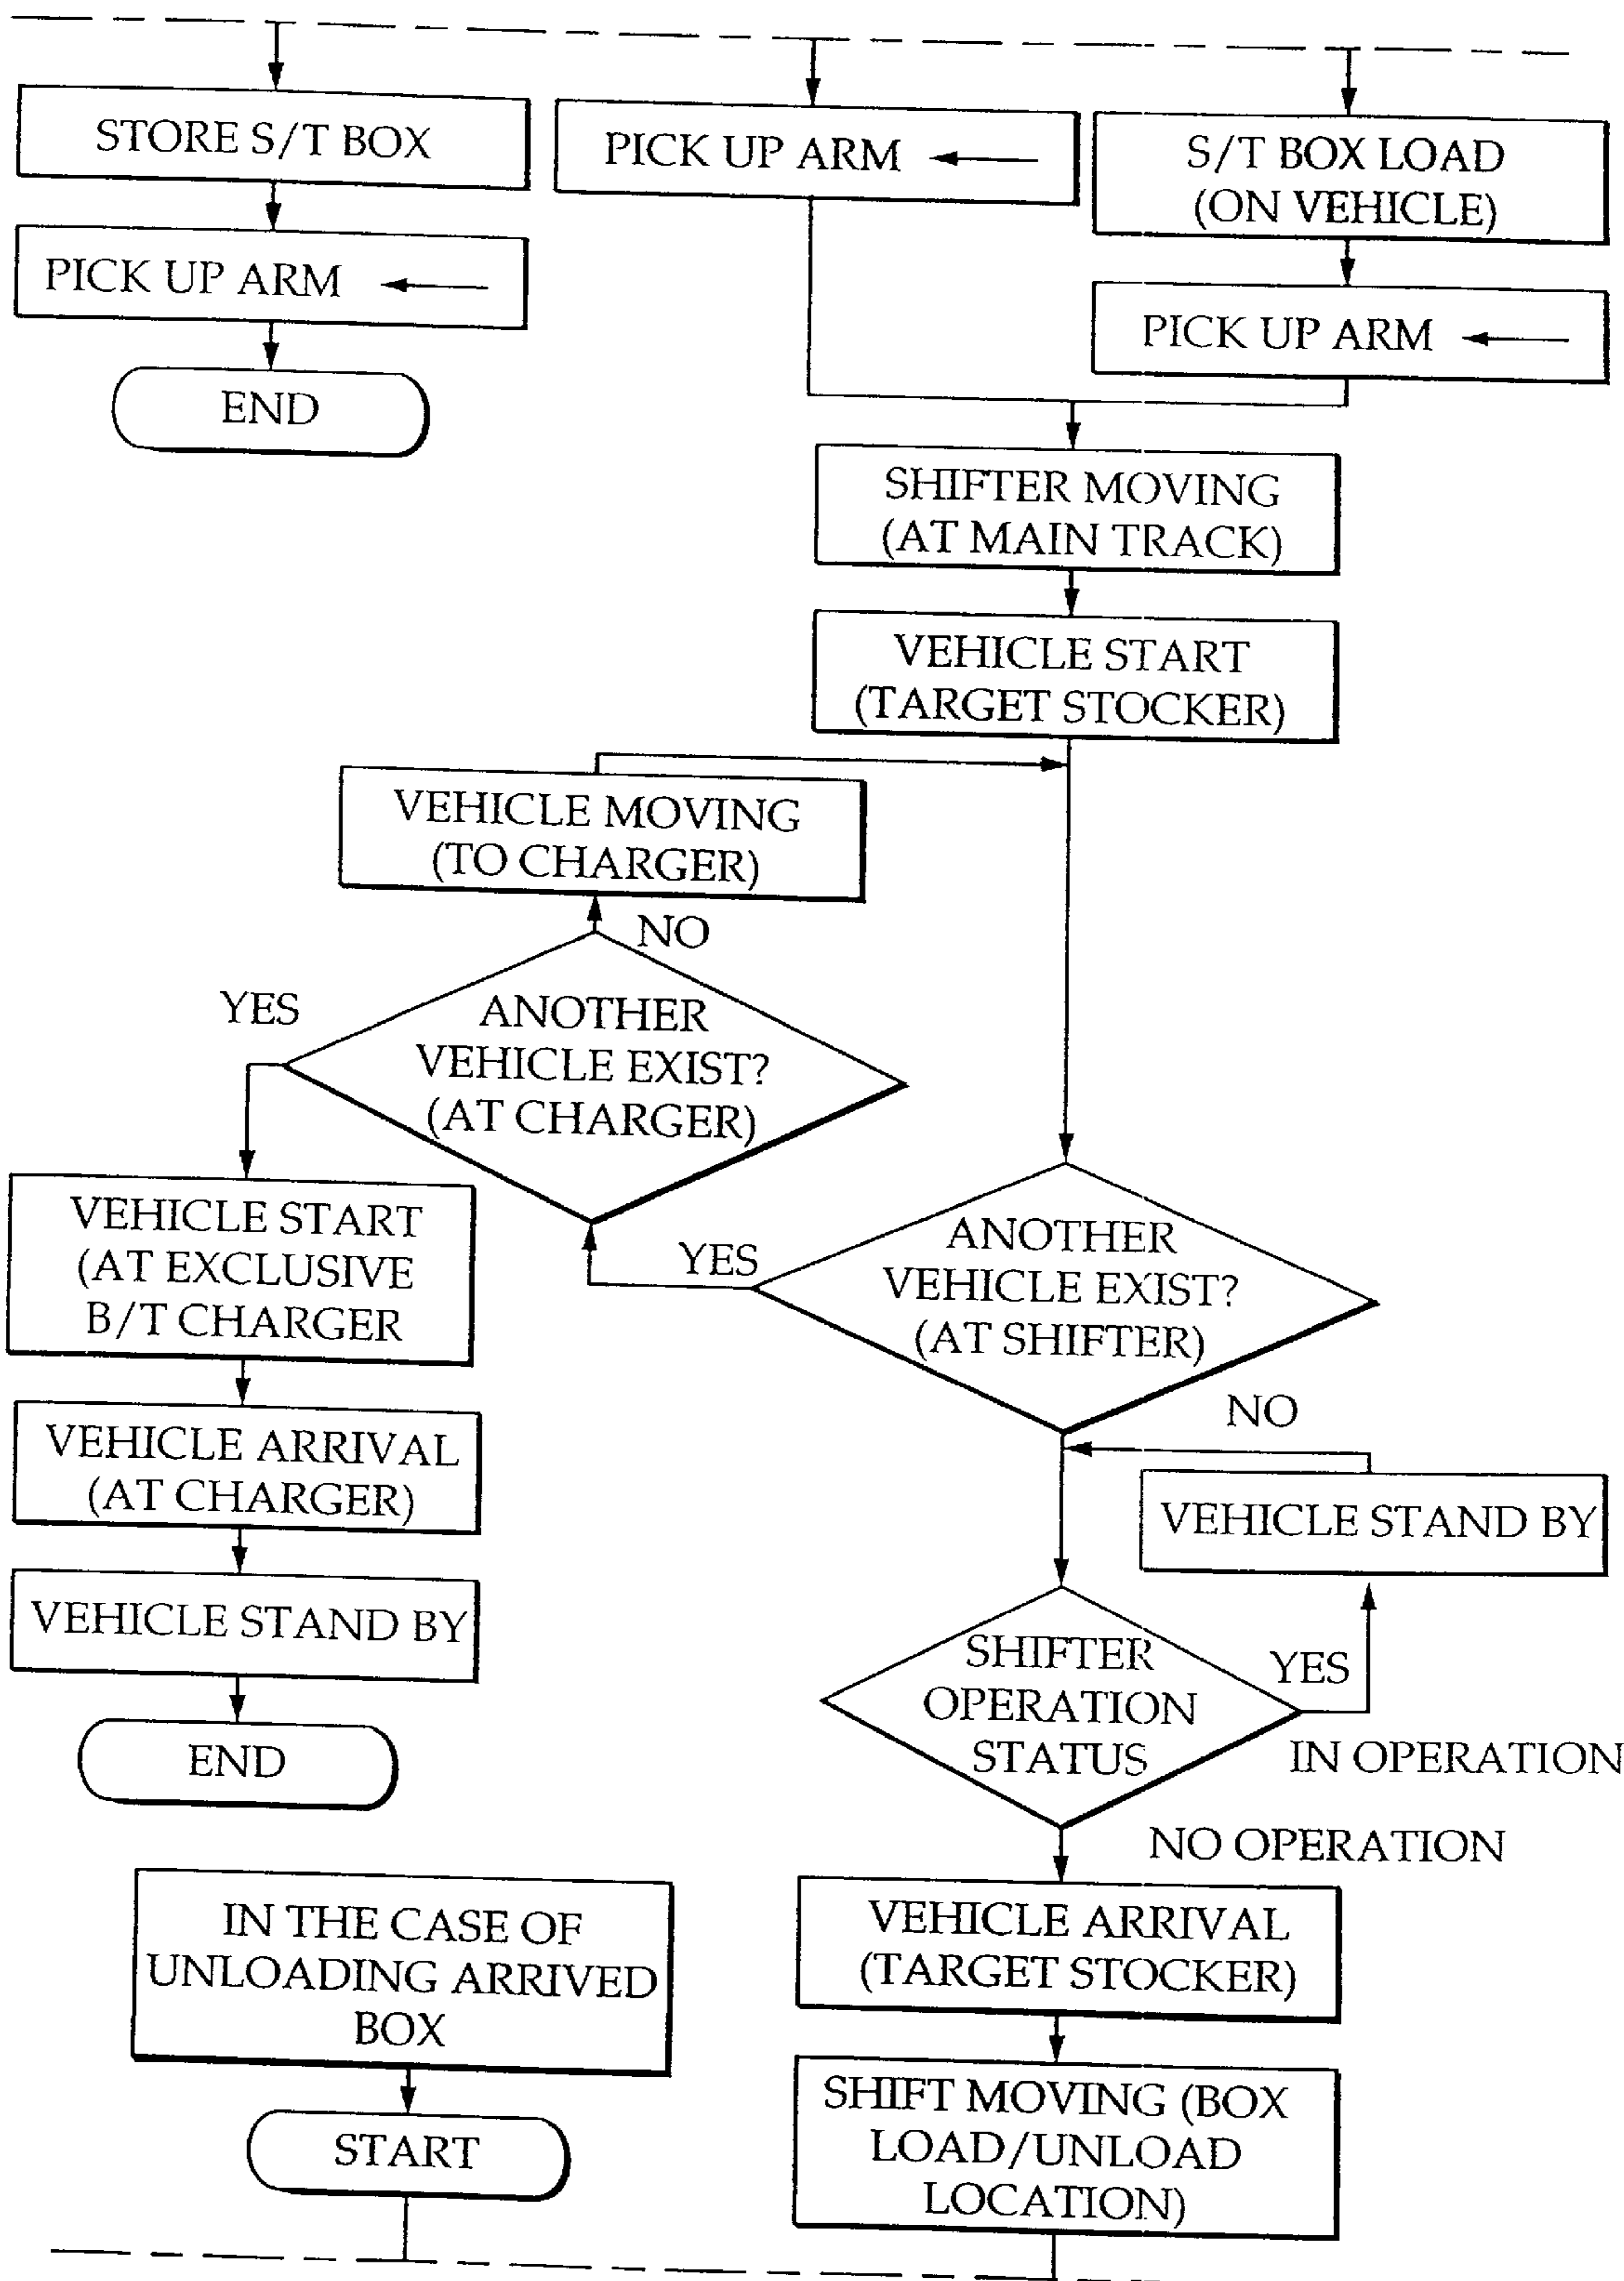 STORE S/T BOX
PICK UP ARM
END
PICK UP ARM
S/T BOX LOAD
(ON VEHICLE)
PICK UP ARM
SHIFTER MOVING
(AT MAIN TRACK)
VEHICLE START
(TARGET STOCKER)
VEHICLE MOVING
(TO CHARGER)
NO
YES
ANOTHER
VEHICLE EXIST?
(AT CHARGER)
VEHICLE START
(AT EXCLUSIVE
B/T CHARGER
VEHICLE ARRIVAL
(AT CHARGER)
VEHICLE STAND BY
END
YES
ANOTHER
VEHICLE EXIST?
(AT SHIFTER)
NO
VEHICLE STAND BY
SHIFTER
OPERATION
STATUS
YES
IN OPERATION
NO OPERATION
VEHICLE ARRIVAL
(TARGET STOCKER)
SHIFT MOVING (BOX
LOAD/UNLOAD
LOCATION)
IN THE CASE OF
UNLOADING ARRIVED
BOX
START